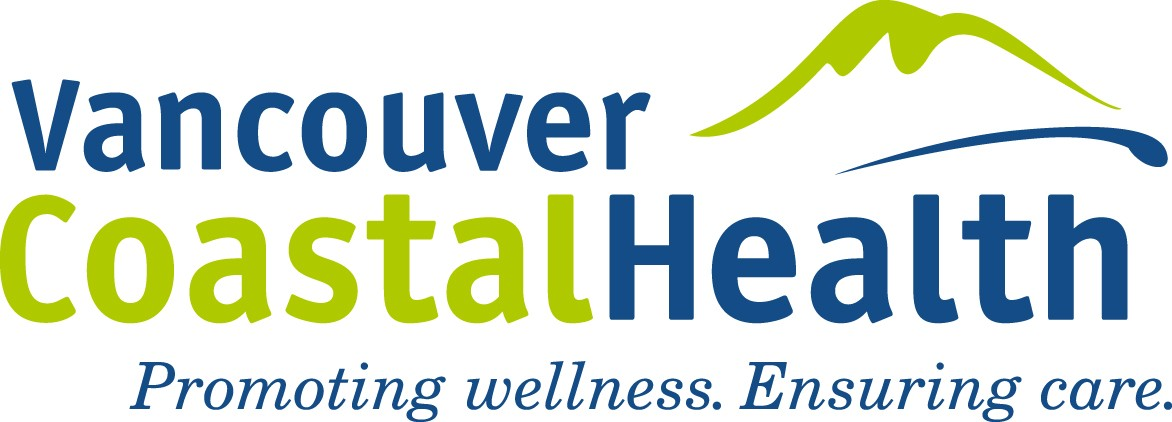 Vancouver
CoastalHealth
Promoting wellness. Ensuring care.